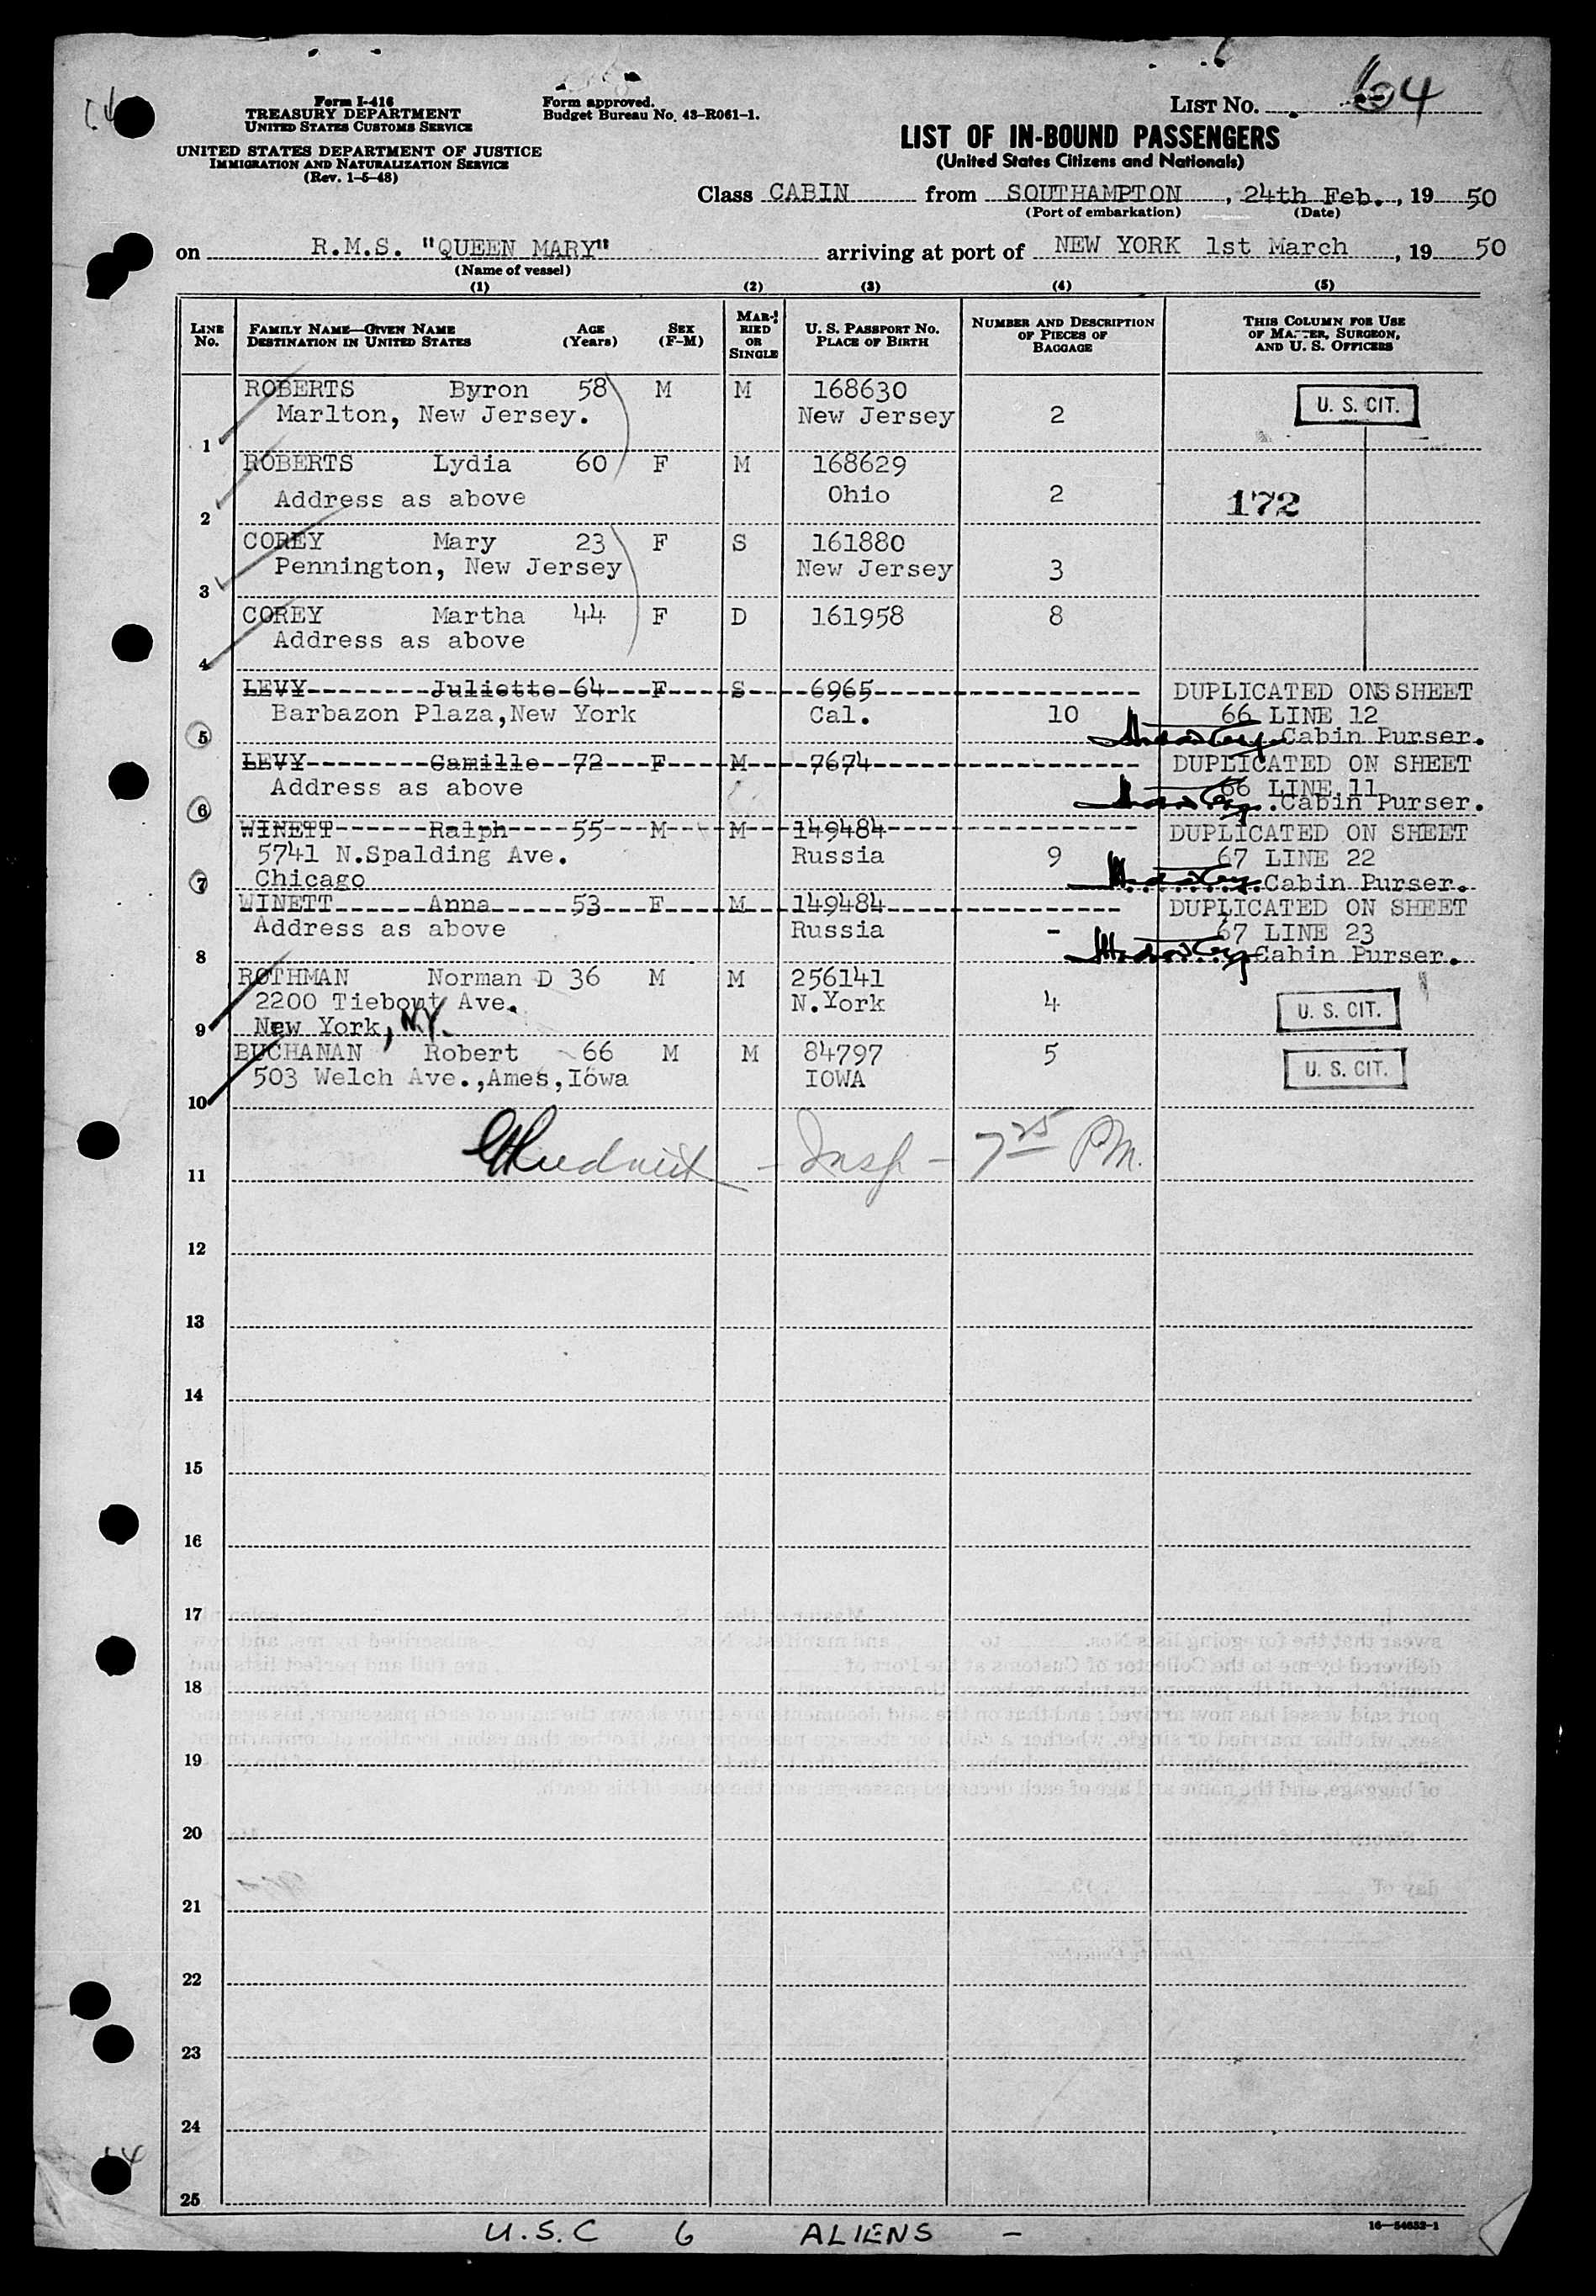 LIST No. 64
Form I-416
TREASURY DEPARTMENT
UNITED STATES CUSTOMS SERVICE
UNITED STATES DEPARTMENT OF JUSTICE
IMMIGRATION AND NATURALIZATION SERVICE
(Rev. 1-5-48)
Form approved.
Budget Bureau No. 43-R061-1.
LIST OF IN-BOUND PASSENGERS
(United States Citizens and Nationals)
Class CABIN from SOUTHAMPTON, 24th Feb., 19 50
(Port of embarkation) (Date)
on R.M.S. "QUEEN MARY" arriving at port of NEW YORK 1st March, 19 50
(Name of vessel)
(1) (2) (3) (4) (5)
LINE No. FAMILY NAME—GIVEN NAME DESTINATION IN UNITED STATES AGE (Years) SEX (F-M) MARRIED OR SINGLE U. S. PASSPORT No. PLACE OF BIRTH NUMBER AND DESCRIPTION OF PIECES OF BAGGAGE THIS COLUMN FOR USE OF MASTER, SURGEON, AND U. S. OFFICERS
ROBERTS Byron 58 M M 168630 U. S. CIT.
Marlton, New Jersey. New Jersey 2
1
ROBERTS Lydia 60 F M 168629
Address as above Ohio 2 172
2
COREY Mary 23 F S 161880
Pennington, New Jersey New Jersey 3
3
COREY Martha 44 F D 161958 8
Address as above
4
LEVY Juliette 64 F S 6965 DUPLICATED ON SHEET
Barbazon Plaza,New York Cal. 10 66 LINE 12
5 Cabin Purser.
LEVY Camille 72 F M 7674 DUPLICATED ON SHEET
Address as above 66 LINE 11
6 Cabin Purser.
WINETT Ralph 55 M M 149484 DUPLICATED ON SHEET
5741 N.Spalding Ave. Russia 9 67 LINE 22
7 Chicago Cabin Purser.
WINETT Anna 53 F M 149484 DUPLICATED ON SHEET
Address as above Russia - 67 LINE 23
8 Cabin Purser.
ROTHMAN Norman D 36 M M 256141
2200 Tiebout Ave. N.York 4 U. S. CIT.
9 New York, N.Y.
BUCHANAN Robert 66 M M 84797 5
503 Welch Ave.,Ames,Iowa IOWA U. S. CIT.
10
- Insp - 7 25 P.M.
11
12
13
14
15
16
17
18
19
20
21
22
23
24
25
U.S.C 6 ALIENS -
16—54652-1